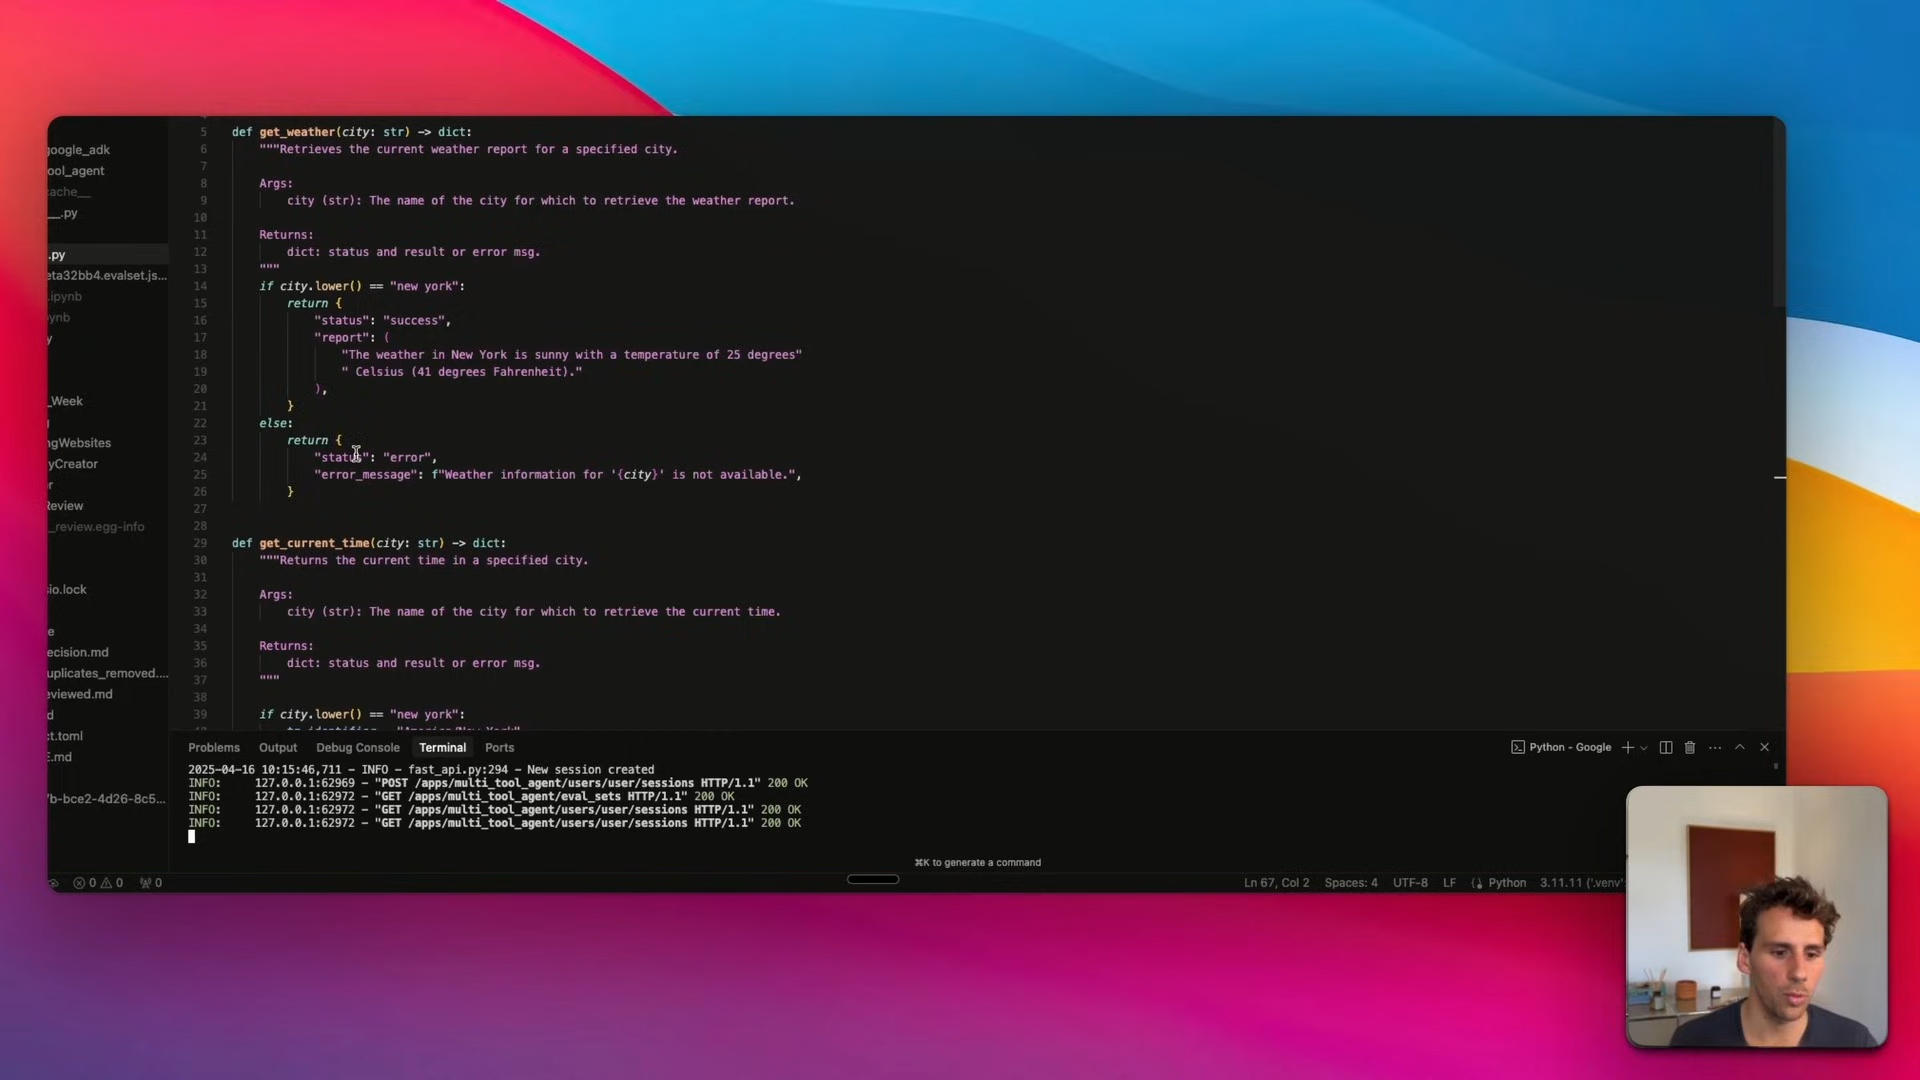 google_adk
ool_agent
cache__
__.py
.py
eta32bb4.evalset.js...
.ipynb
ynb
y
_Week
g
ngWebsites
yCreator
r
Review
_review.egg-info
sio.lock
e
ecision.md
uplicates_removed....
eviewed.md
d
ct.toml
E.md
7b-bce2-4d26-8c5...
5 def get_weather(city: str) -> dict:
6 """Retrieves the current weather report for a specified city.
7
8 Args:
9 city (str): The name of the city for which to retrieve the weather report.
10
11 Returns:
12 dict: status and result or error msg.
13 """
14 if city.lower() == "new york":
15 return {
16 "status": "success",
17 "report": (
18 "The weather in New York is sunny with a temperature of 25 degrees"
19 " Celsius (41 degrees Fahrenheit)."
20 ),
21 }
22 else:
23 return {
24 "status": "error",
25 "error_message": f"Weather information for '{city}' is not available.",
26 }
27
28
29 def get_current_time(city: str) -> dict:
30 """Returns the current time in a specified city.
31
32 Args:
33 city (str): The name of the city for which to retrieve the current time.
34
35 Returns:
36 dict: status and result or error msg.
37 """
38
39 if city.lower() == "new york":
Problems Output Debug Console Terminal Ports
Python - Google
2025-04-16 10:15:46,711 - INFO - fast_api.py:294 - New session created
INFO: 127.0.0.1:62969 - "POST /apps/multi_tool_agent/users/user/sessions HTTP/1.1" 200 OK
INFO: 127.0.0.1:62972 - "GET /apps/multi_tool_agent/eval_sets HTTP/1.1" 200 OK
INFO: 127.0.0.1:62972 - "GET /apps/multi_tool_agent/users/user/sessions HTTP/1.1" 200 OK
INFO: 127.0.0.1:62972 - "GET /apps/multi_tool_agent/users/user/sessions HTTP/1.1" 200 OK
⌘K to generate a command
0 0 0
Ln 67, Col 2 Spaces: 4 UTF-8 LF Python 3.11.11 ('.venv'